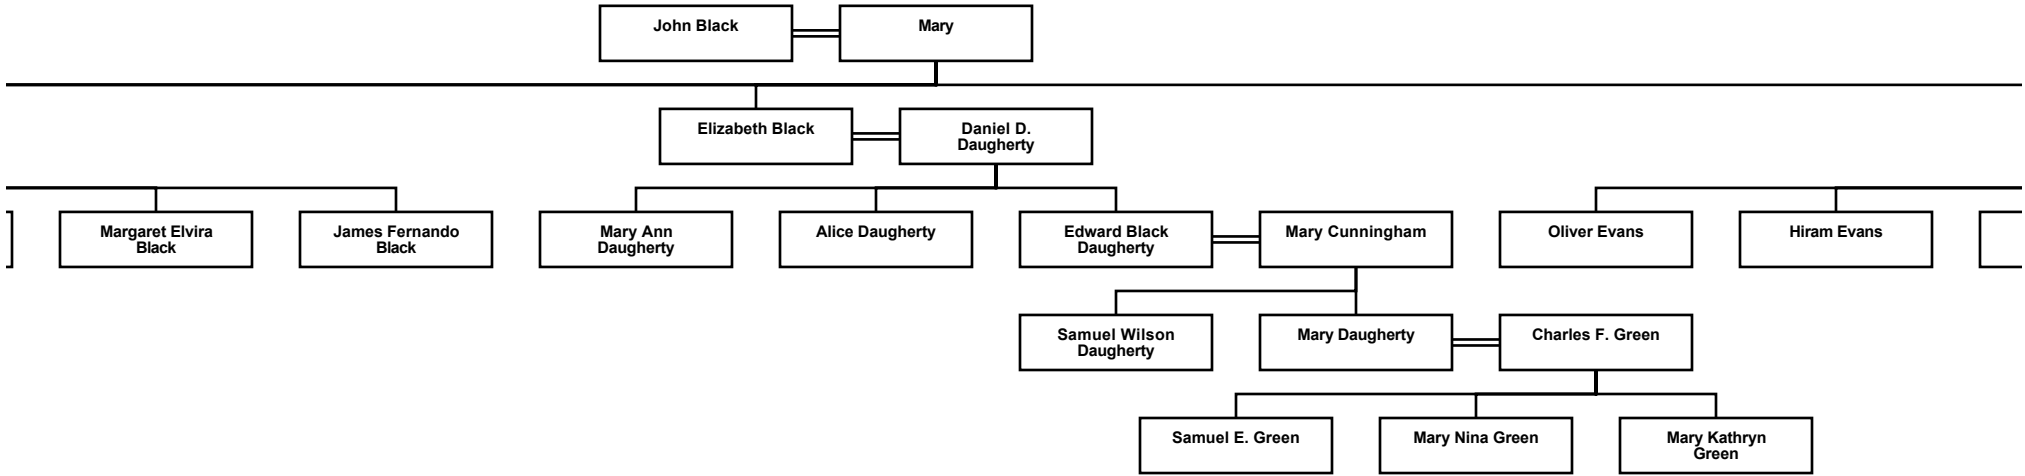 John Black
Mary
Elizabeth Black
Daniel D.
Daugherty
Margaret Elvira
Black
James Fernando
Black
Mary Ann
Daugherty
Alice Daugherty
Edward Black
Daugherty
Mary Cunningham
Oliver Evans
Hiram Evans
Samuel Wilson
Daugherty
Mary Daugherty
Charles F. Green
Samuel E. Green
Mary Nina Green
Mary Kathryn
Green